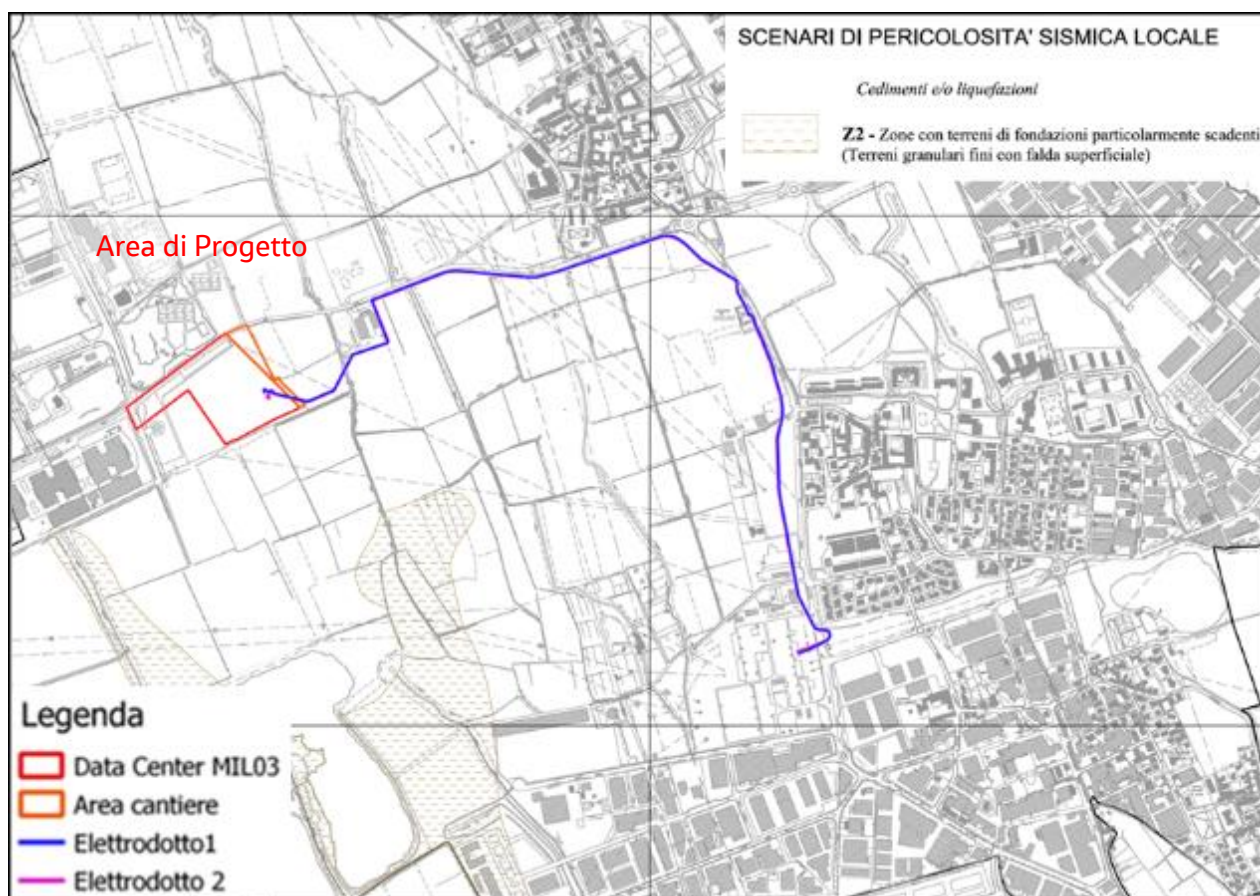 SCENARI DI PERICOLOSITA' SISMICA LOCALE
Cedimenti e/o liquefazioni
Z2 - Zone con terreni di fondazioni particolarmente scadenti
(Terreni granulari fini con falda superficiale)
Area di Progetto
Legenda
Data Center MIL03
Area cantiere
Elettrodotto1
Elettrodotto 2